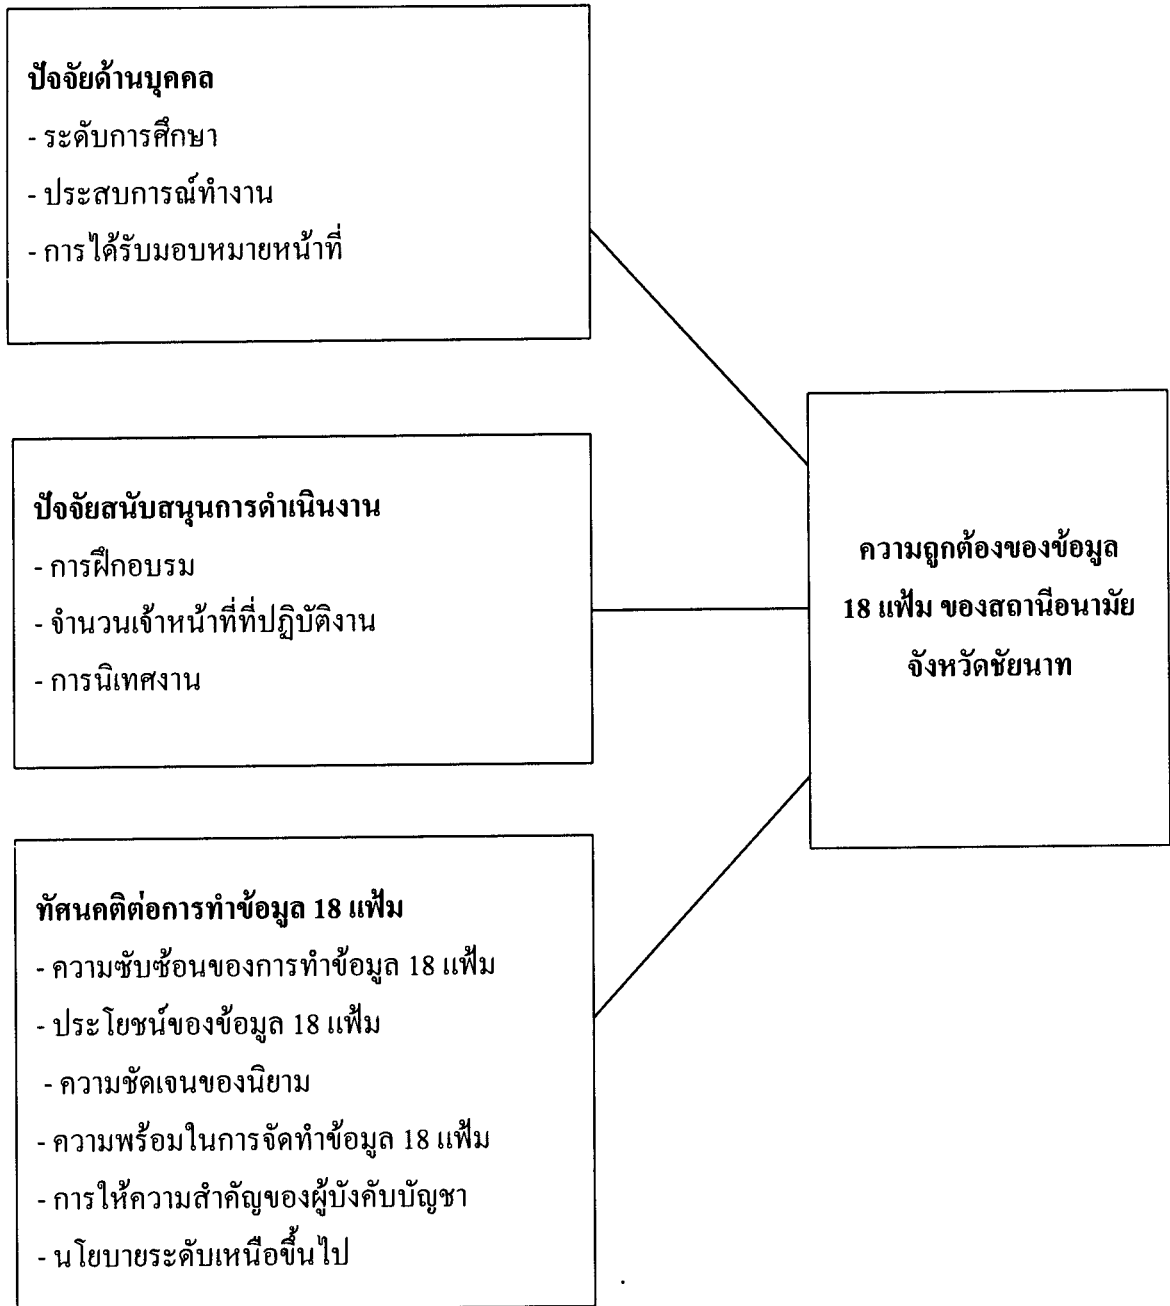 ปัจจัยด้านบุคคล
- ระดับการศึกษา
- ประสบการณ์ทำงาน
- การได้รับมอบหมายหน้าที่
ปัจจัยสนับสนุนการดำเนินงาน
- การฝึกอบรม
- จำนวนเจ้าหน้าที่ที่ปฏิบัติงาน
- การนิเทศงาน
ทัศนคติต่อการทำข้อมูล 18 แฟ้ม
- ความซับซ้อนของการทำข้อมูล 18 แฟ้ม
- ประโยชน์ของข้อมูล 18 แฟ้ม
- ความชัดเจนของนิยาม
- ความพร้อมในการจัดทำข้อมูล 18 แฟ้ม
- การให้ความสำคัญของผู้บังคับบัญชา
- นโยบายระดับเหนือขึ้นไป
ความถูกต้องของข้อมูล
18 แฟ้ม ของสถานีอนามัย
จังหวัดชัยนาท